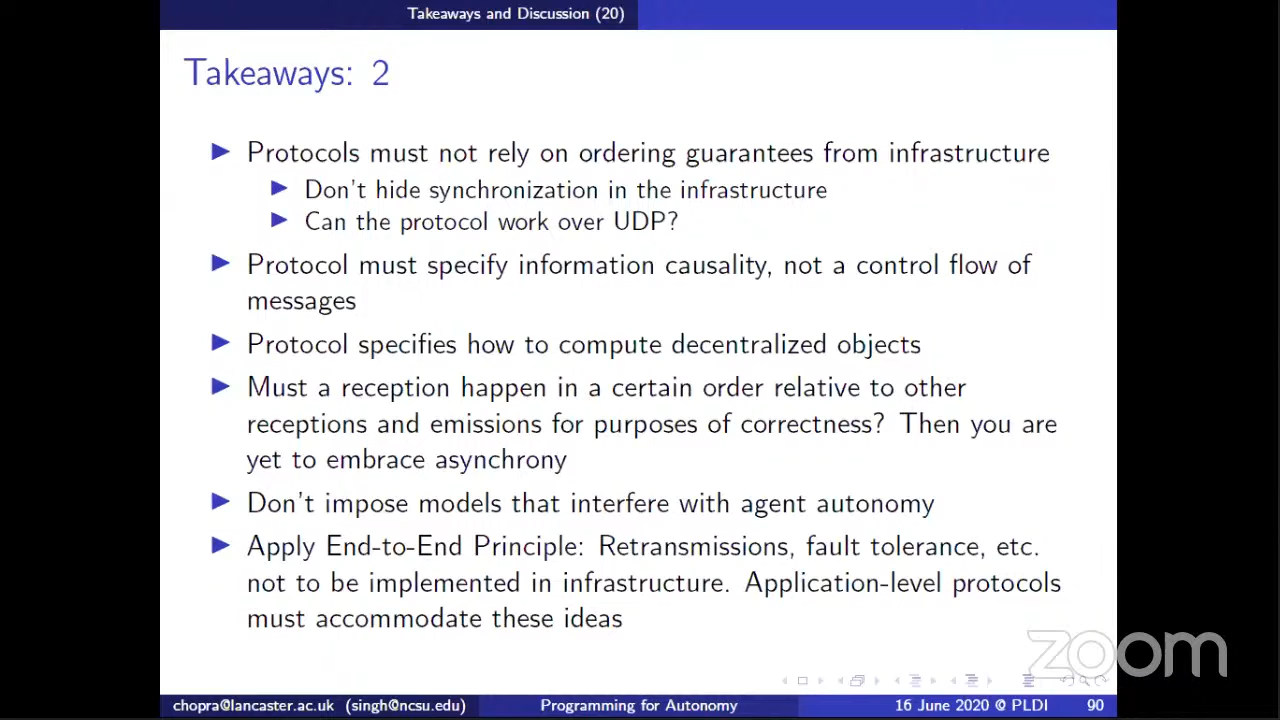 Takeaways and Discussion (20)
Takeaways: 2
Protocols must not rely on ordering guarantees from infrastructure
Don't hide synchronization in the infrastructure
Can the protocol work over UDP?
Protocol must specify information causality, not a control flow of
messages
Protocol specifies how to compute decentralized objects
Must a reception happen in a certain order relative to other
receptions and emissions for purposes of correctness? Then you are
yet to embrace asynchrony
Don't impose models that interfere with agent autonomy
Apply End-to-End Principle: Retransmissions, fault tolerance, etc.
not to be implemented in infrastructure. Application-level protocols
must accommodate these ideas
zoom
chopra@lancaster.ac.uk (singh@ncsu.edu) Programming for Autonomy 16 June 2020 @ PLDI 90